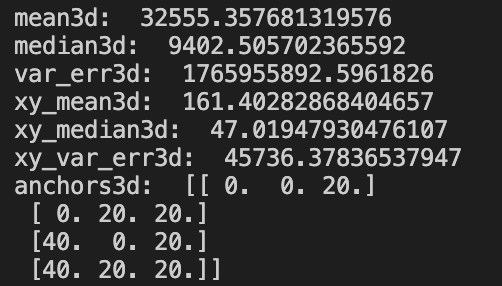 mean3d:  32555.357681319576
median3d:  9402.505702365592
var_err3d:  1765955892.5961826
xy_mean3d:  161.40282868404657
xy_median3d:  47.01947930476107
xy_var_err3d:  45736.37836537947
anchors3d:  [[ 0.  0. 20.]
 [ 0. 20. 20.]
 [40.  0. 20.]
 [40. 20. 20.]]